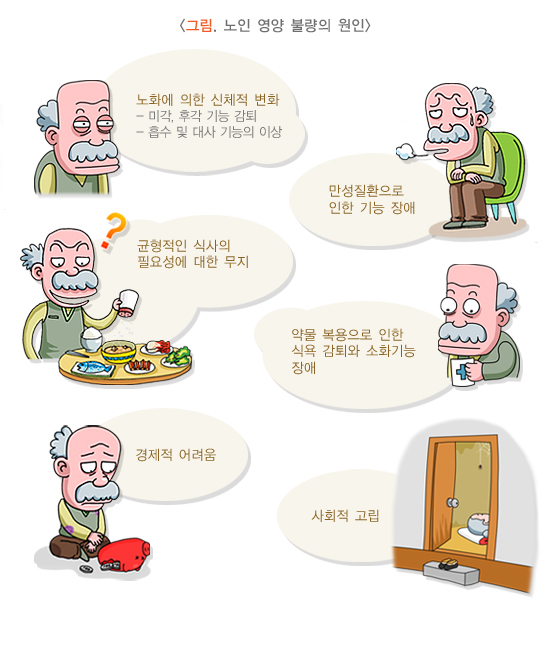 <그림. 노인 영양 불량의 원인>
노화에 의한 신체적 변화
- 미각, 후각 기능 감퇴
- 흡수 및 대사 기능의 이상
만성질환으로
인한 기능 장애
?
균형적인 식사의
필요성에 대한 무지
약물 복용으로 인한
식욕 감퇴와 소화기능
장애
경제적 어려움
사회적 고립